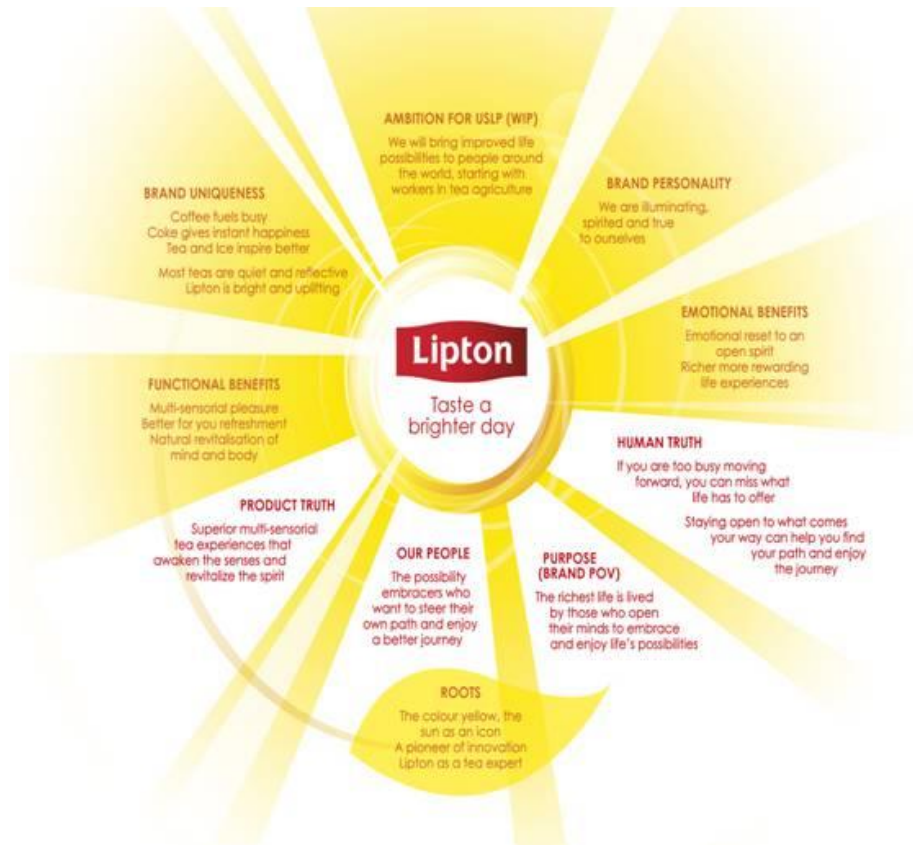 AMBITION FOR USLP (WIP)
We will bring improved life
possibilities to people around
the world, starting with
workers in tea agriculture
BRAND UNIQUENESS
Coffee fuels busy
Coke gives instant happiness
Tea and Ice inspire better
Most teas are quiet and reflective
Lipton is bright and uplifting
BRAND PERSONALITY
We are illuminating,
spirited and true
to ourselves
EMOTIONAL BENEFITS
Emotional reset to an
open spirit
Richer more rewarding
life experiences
Lipton
Taste a
brighter day
FUNCTIONAL BENEFITS
Multi-sensorial pleasure
Better for you refreshment
Natural revitalisation of
mind and body
HUMAN TRUTH
If you are too busy moving
forward, you can miss what
life has to offer
Staying open to what comes
your way can help you find
your path and enjoy
the journey
PRODUCT TRUTH
Superior multi-sensorial
tea experiences that
awaken the senses and
revitalize the spirit
OUR PEOPLE
The possibility
embracers who
want to steer their
own path and enjoy
a better journey
PURPOSE
(BRAND POV)
The richest life is lived
by those who open
their minds to embrace
and enjoy life's possibilities
ROOTS
The colour yellow, the
sun as an icon
A pioneer of innovation
Lipton as a tea expert